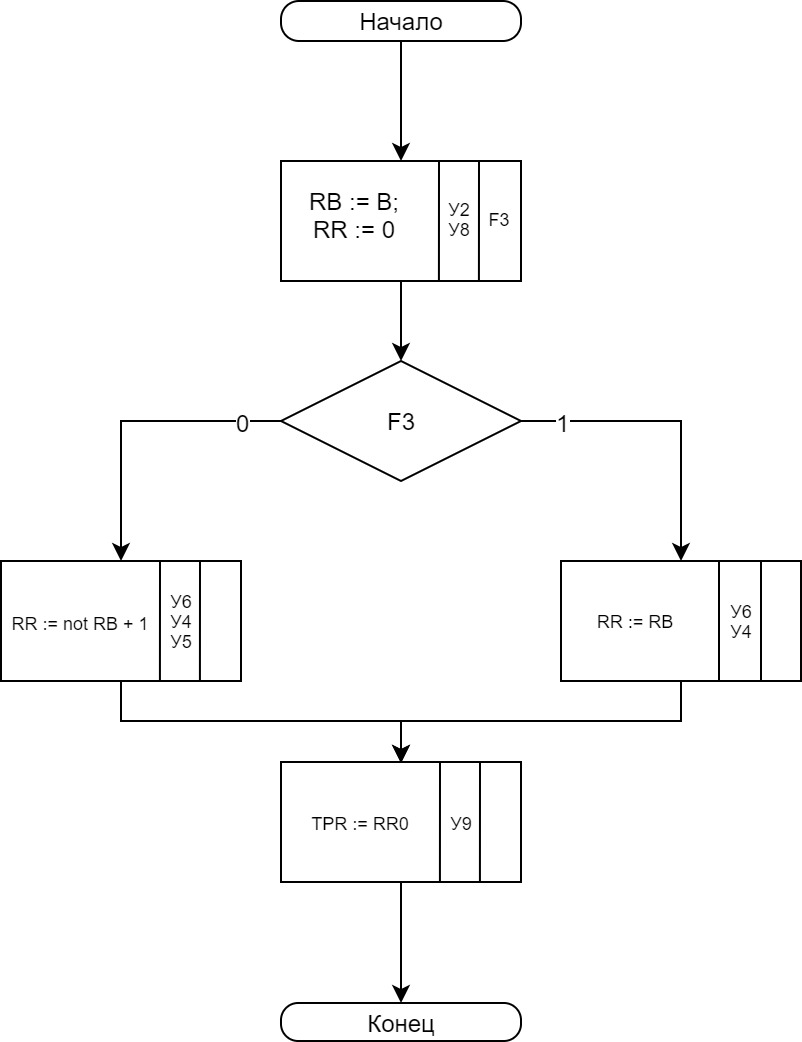 Начало
RB := B;
RR := 0
У2
У8
F3
F3
0
1
RR := not RB + 1
У6
У4
У5
RR := RB
У6
У4
TPR := RR0
У9
Конец